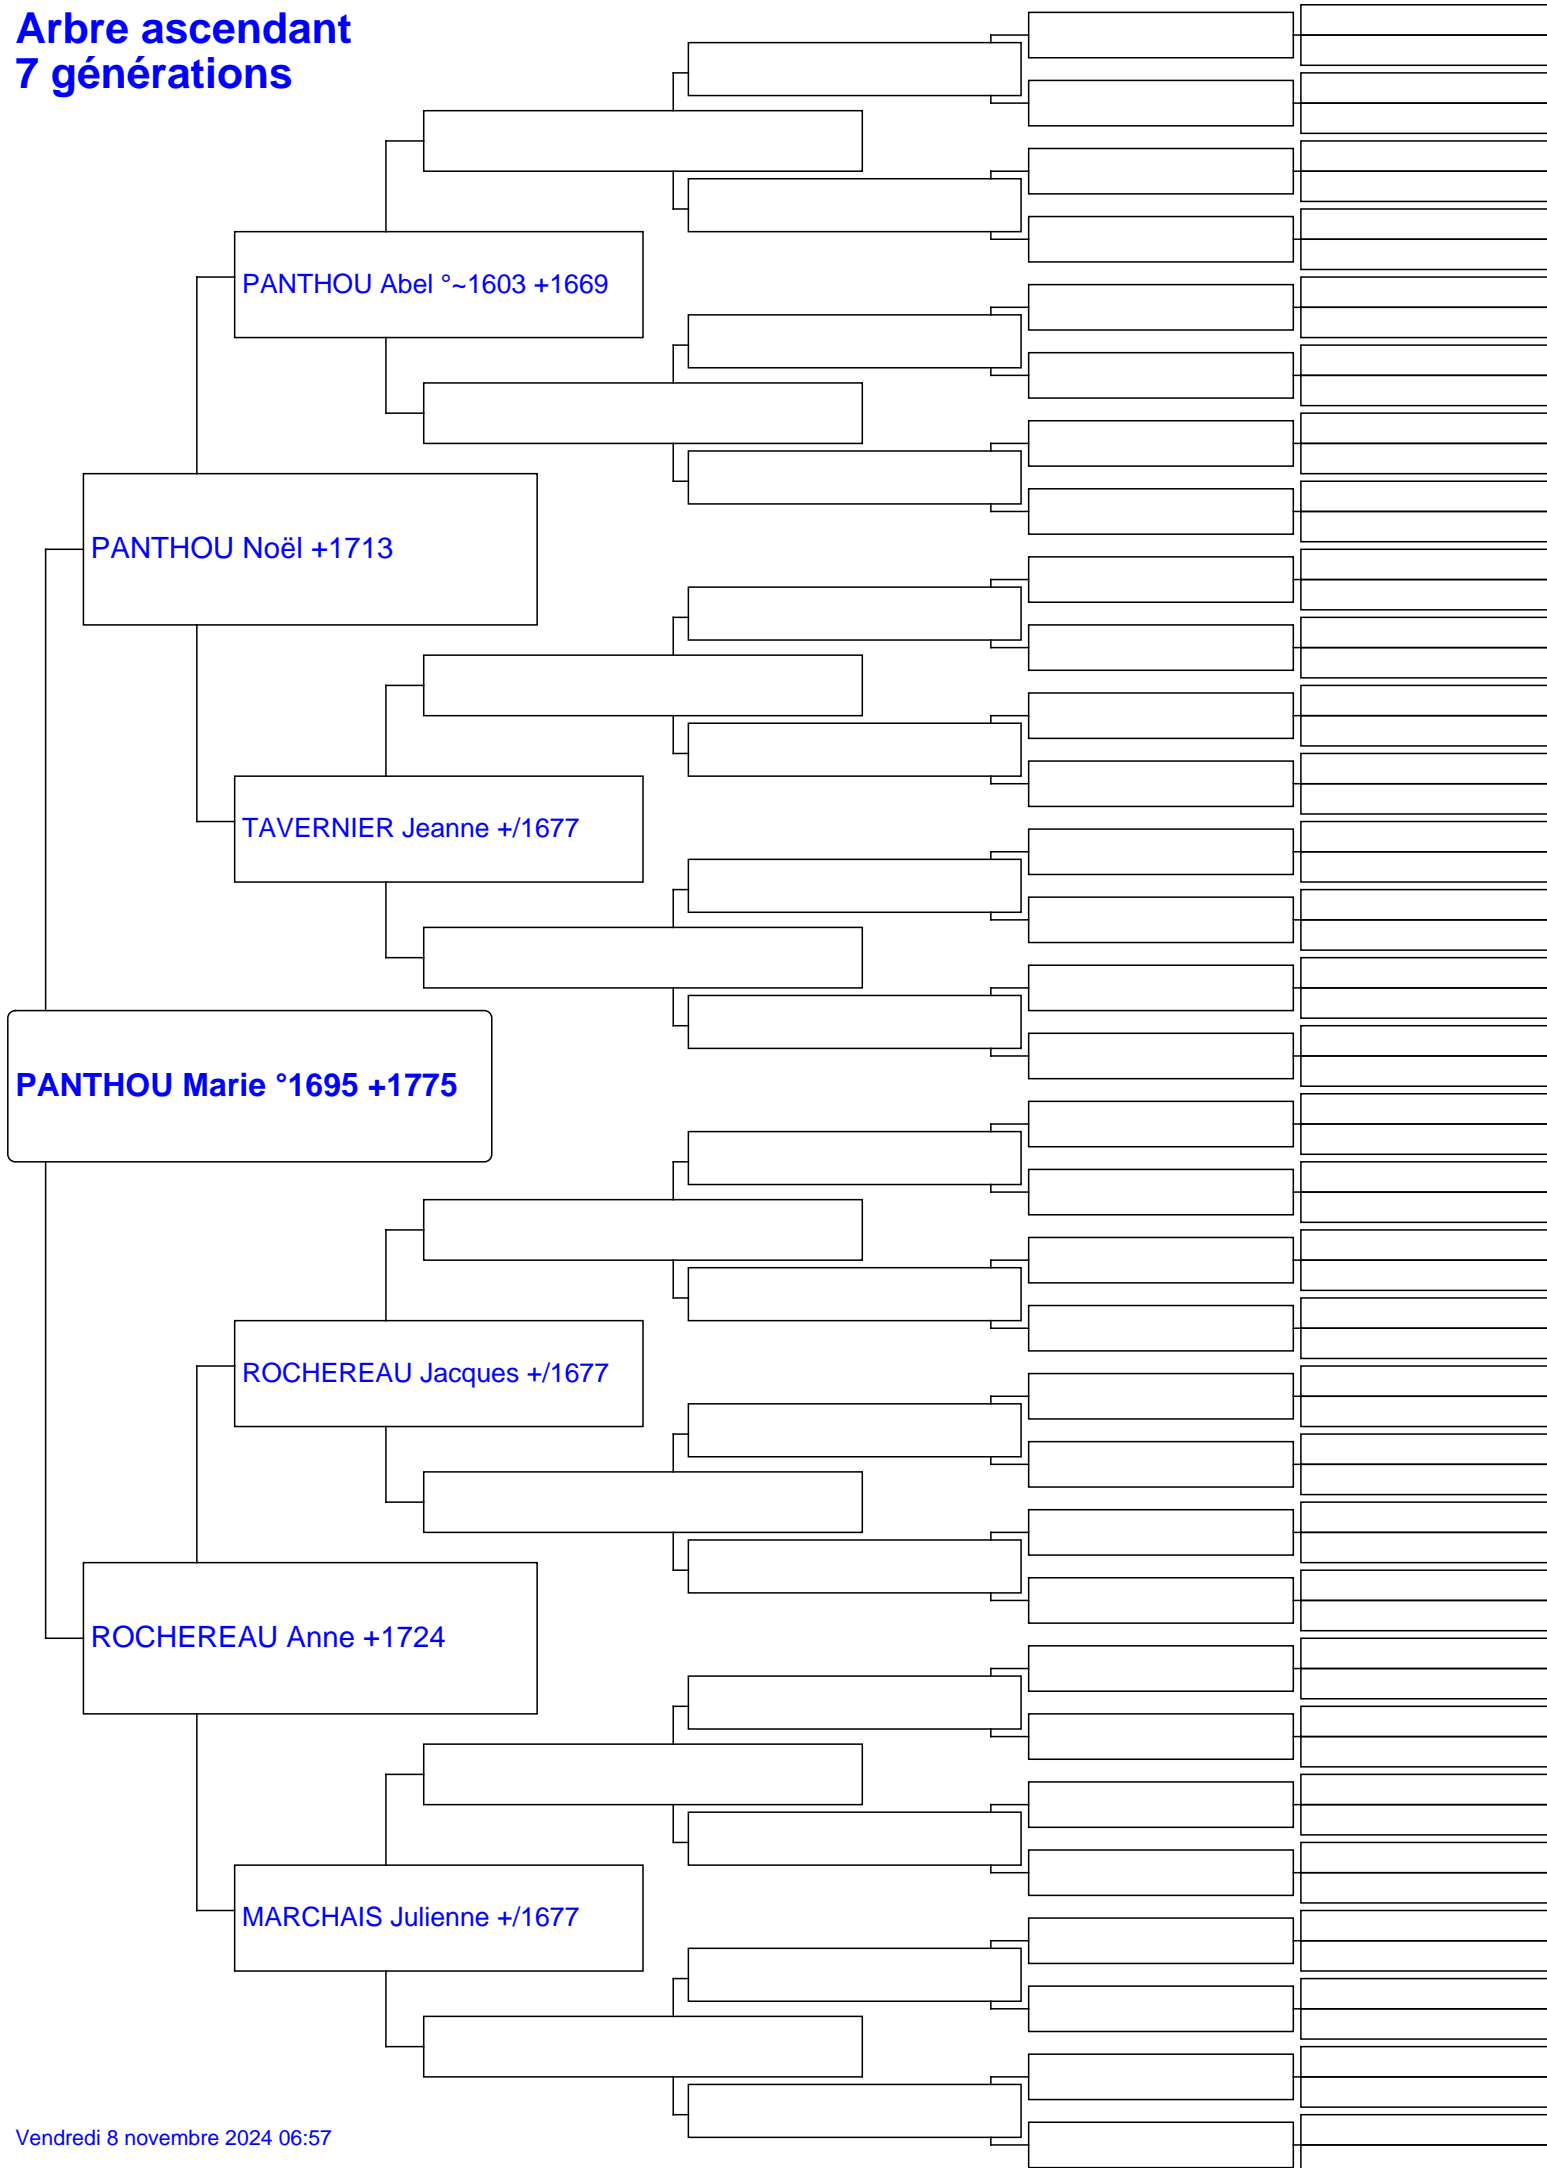 Arbre ascendant
7 générations
PANTHOU Abel °~1603 +1669
PANTHOU Noël +1713
TAVERNIER Jeanne +/1677
PANTHOU Marie °1695 +1775
ROCHEREAU Jacques +/1677
ROCHEREAU Anne +1724
MARCHAIS Julienne +/1677
Vendredi 8 novembre 2024 06:57